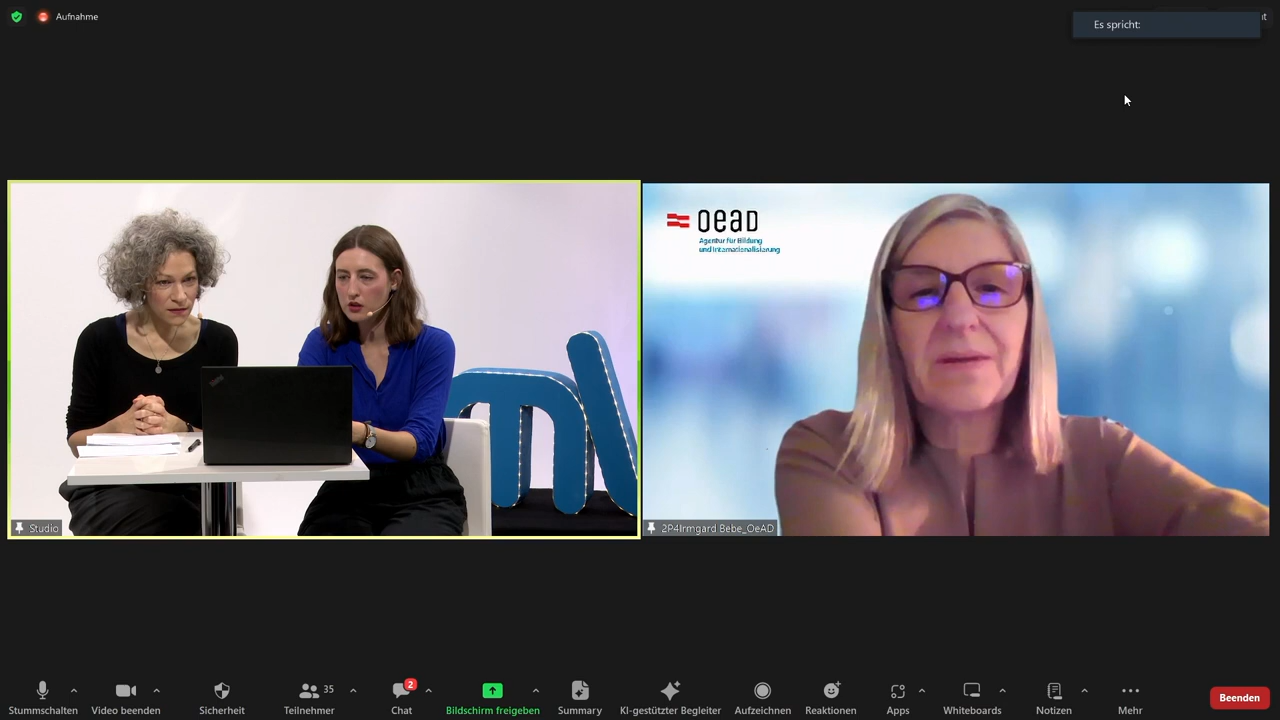 Aufnahme
Es spricht:
OeAD
Agentur für Bildung
und Internationalisierung
Studio
2P4Irmgard Bebe_OeAD
Stummschalten
Video beenden
Sicherheit
35
Teilnehmer
2
Chat
Bildschirm freigeben
Summary
KI-gestützter Begleiter
Aufzeichnen
Reaktionen
Apps
Whiteboards
Notizen
Mehr
Beenden